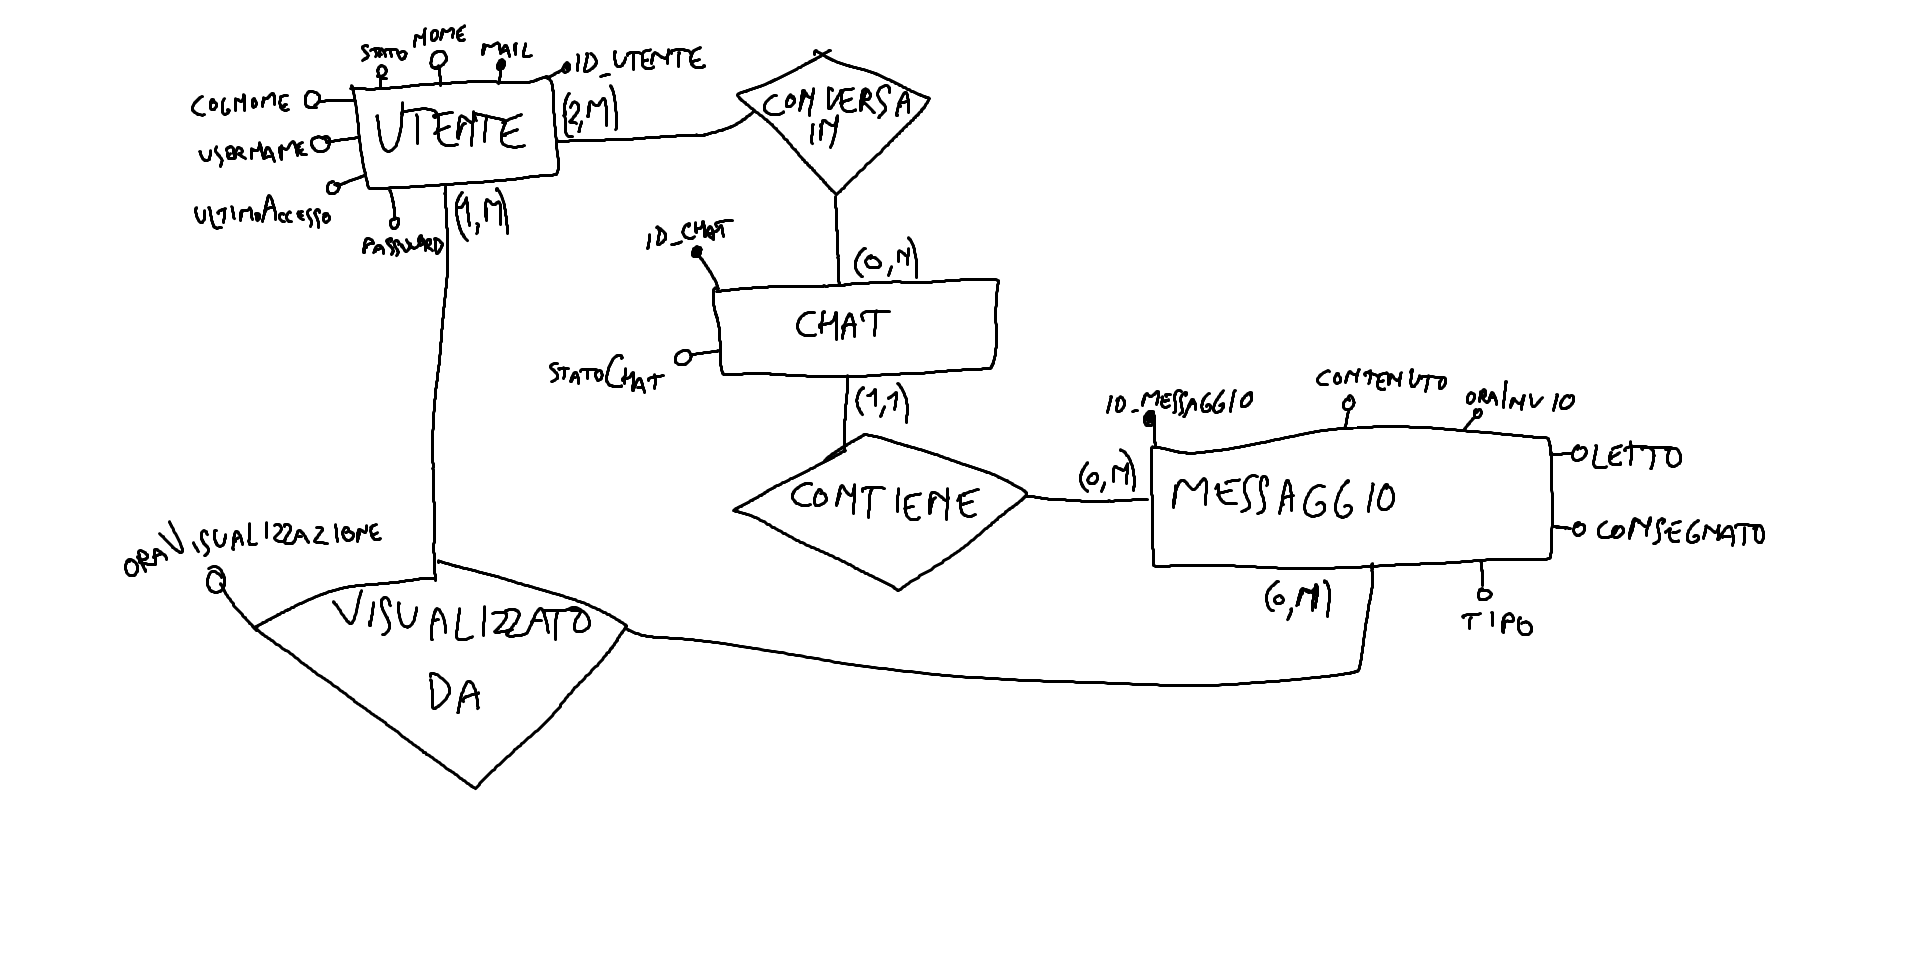 STATO
NOME
MAIL
ID_UTENTE
COGNOME
USERNAME
ULTIMoAccesso
PASSWARD
UTENTE
(2,N)
(1,N)
CONVERSA
IN
ID_CHAT
(0,N)
CHAT
STATOCHAT
(1,1)
CONTIENE
(0,N)
ID_MESSAGGIO
CONTENUTO
ORAINVIO
LETTO
MESSAGGIO
CONSEGNATO
(0,N)
TIPO
ORAVISUALIZZAZIONE
VISUALIZZATO
DA